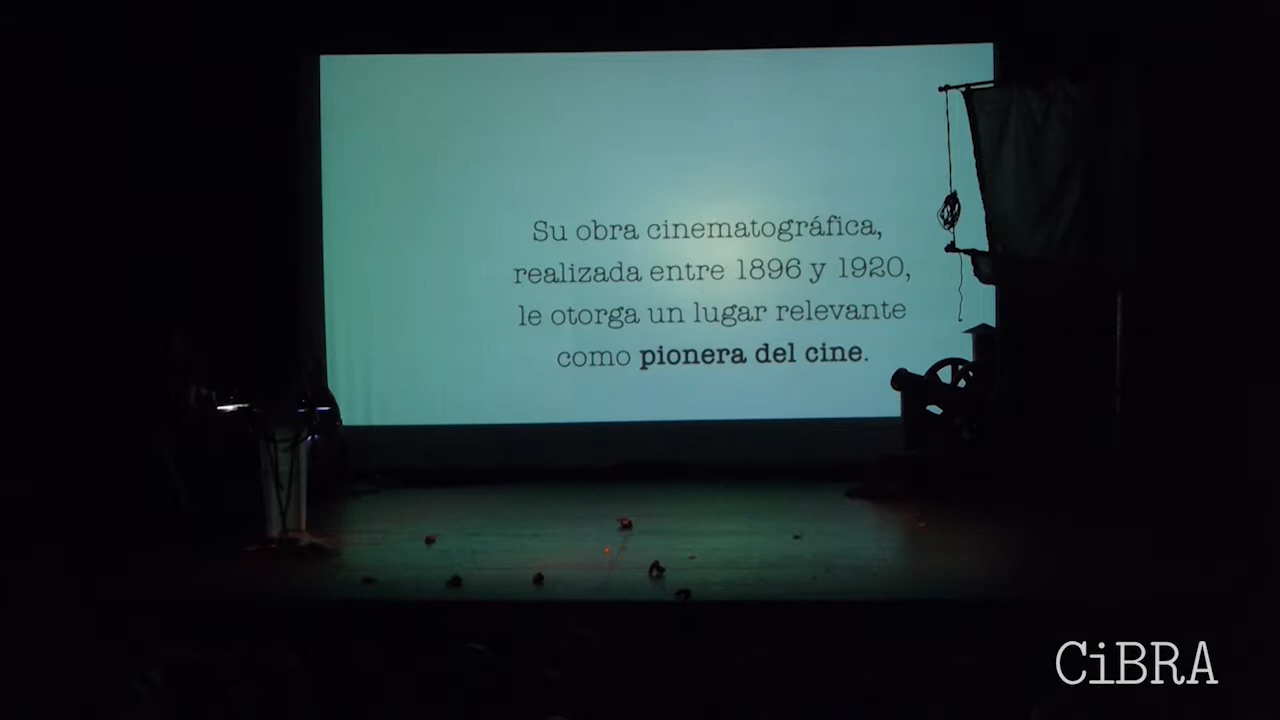 Su obra cinematográfica,
realizada entre 1896 y 1920,
le otorga un lugar relevante
como pionera del cine.
CiBRA